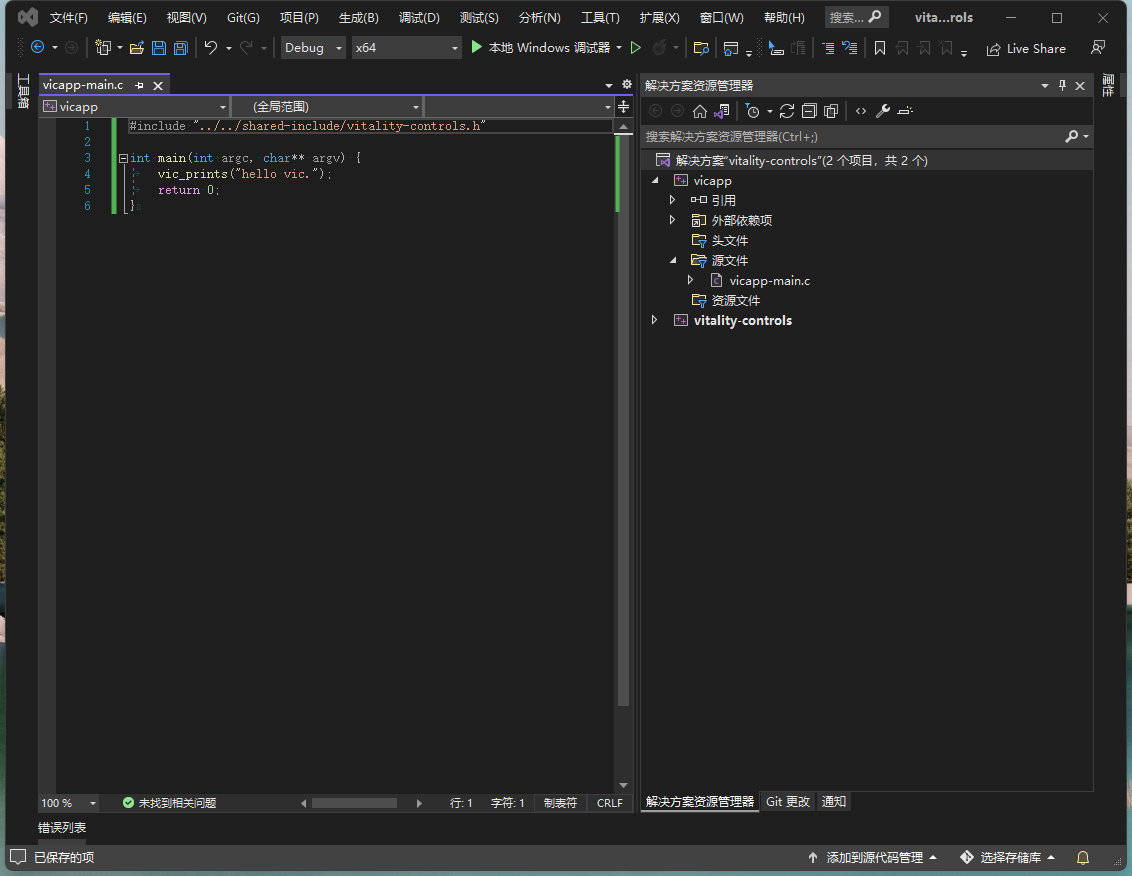 文件(F) 编辑(E) 视图(V) Git(G) 项目(P) 生成(B) 调试(D) 测试(S) 分析(N) 工具(T) 扩展(X) 窗口(W) 帮助(H) 搜索... vita...rols
Debug x64 本地 Windows 调试器 Live Share
工具箱
vicapp-main.c
vicapp (全局范围)
1 #include "../../shared-include/vitality-controls.h"
2
3 int main(int argc, char** argv) {
4 vic_prints("hello vic.");
5 return 0;
6 }
100 % 未找到相关问题 行: 1 字符: 1 制表符 CRLF
错误列表
解决方案资源管理器
搜索解决方案资源管理器(Ctrl+;)
解决方案"vitality-controls"(2 个项目，共 2 个)
vicapp
引用
外部依赖项
头文件
源文件
vicapp-main.c
资源文件
vitality-controls
解决方案资源管理器 Git 更改 通知
属性
已保存的项 添加到源代码管理 选择存储库